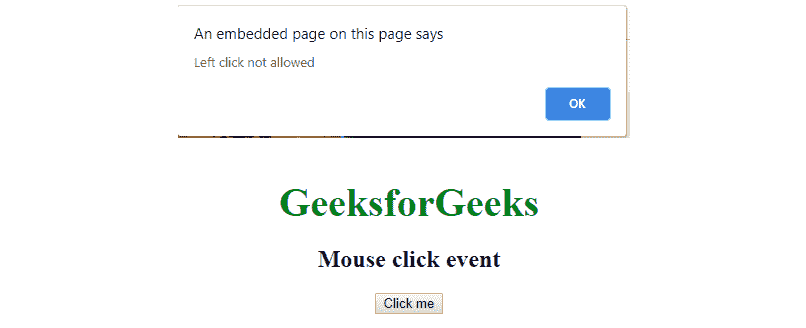 An embedded page on this page says
Left click not allowed
OK
GeeksforGeeks
Mouse click event
Click me